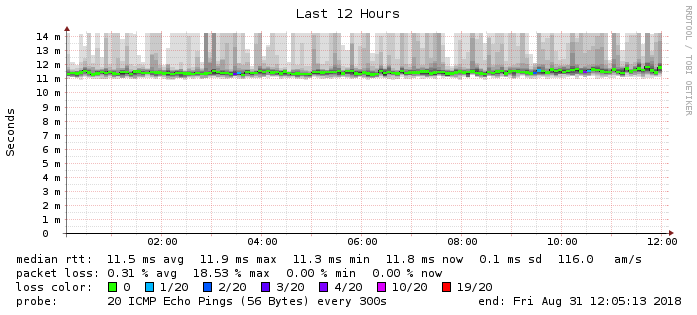 Last 12 Hours
RRDTOOL / TOBI OETIKER
Seconds
14 m
13 m
12 m
11 m
10 m
9 m
8 m
7 m
6 m
5 m
4 m
3 m
2 m
1 m
0
02:00 04:00 06:00 08:00 10:00 12:00
median rtt: 11.5 ms avg 11.9 ms max 11.3 ms min 11.8 ms now 0.1 ms sd 116.0 am/s
packet loss: 0.31 % avg 18.53 % max 0.00 % min 0.00 % now
loss color: 0 1/20 2/20 3/20 4/20 10/20 19/20
probe: 20 ICMP Echo Pings (56 Bytes) every 300s end: Fri Aug 31 12:05:13 2018